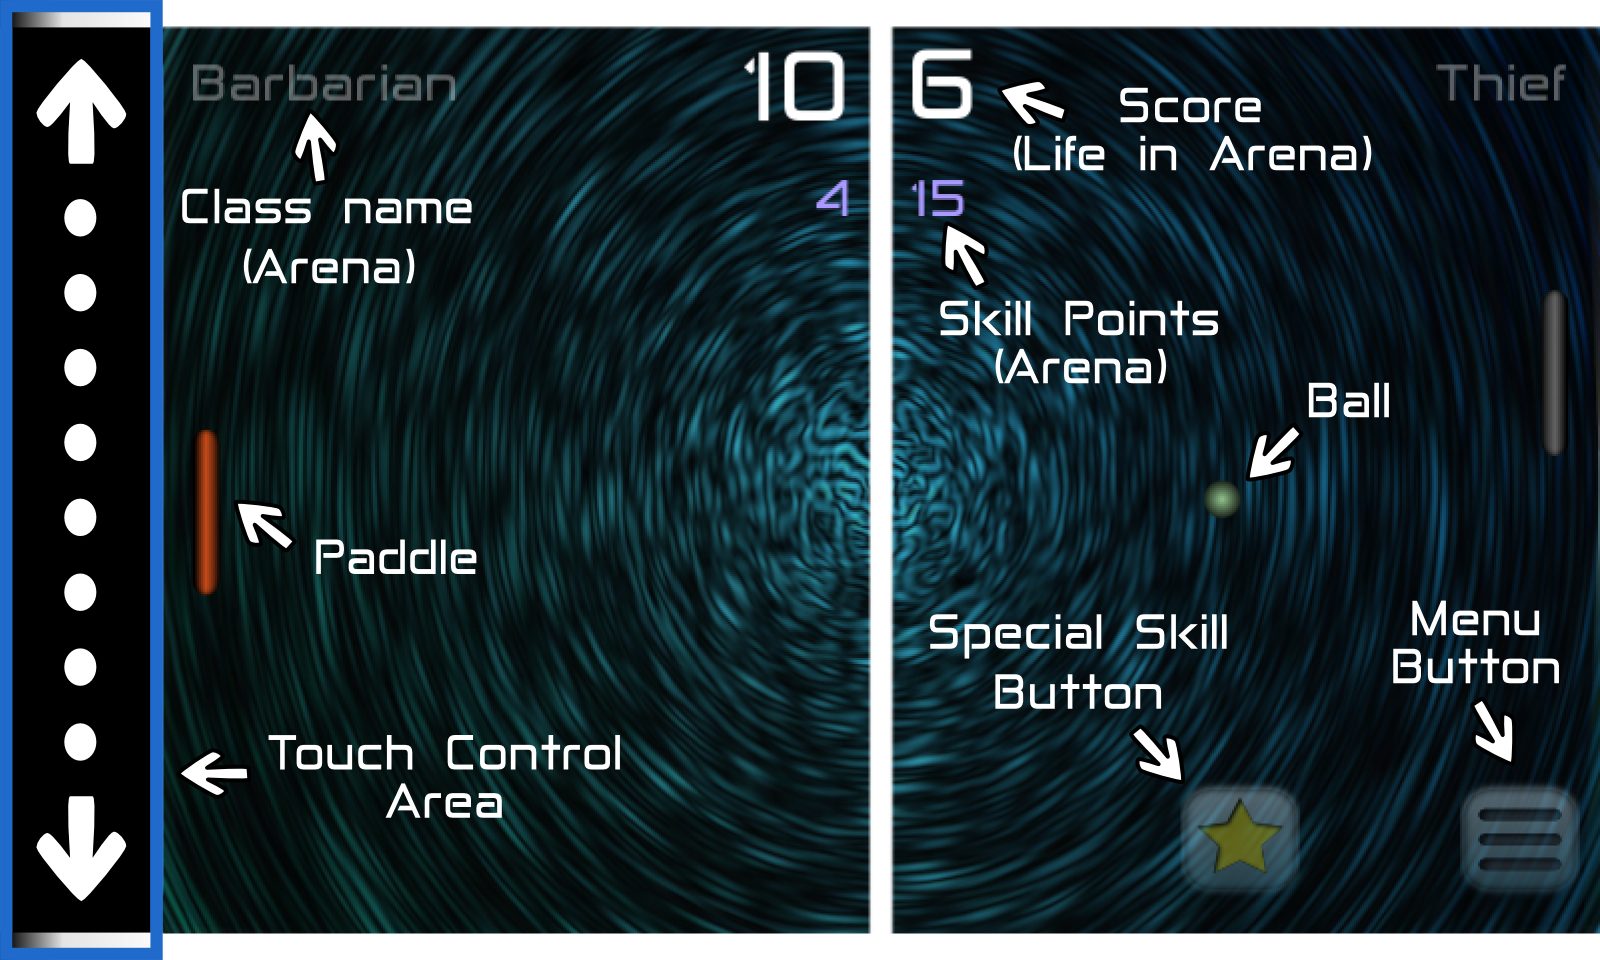 Barbarian
10
6
Thief
Score
(Life in Arena)
Class name
(Arena)
4
15
Skill Points
(Arena)
Ball
Paddle
Special Skill
Button
Menu
Button
Touch Control
Area